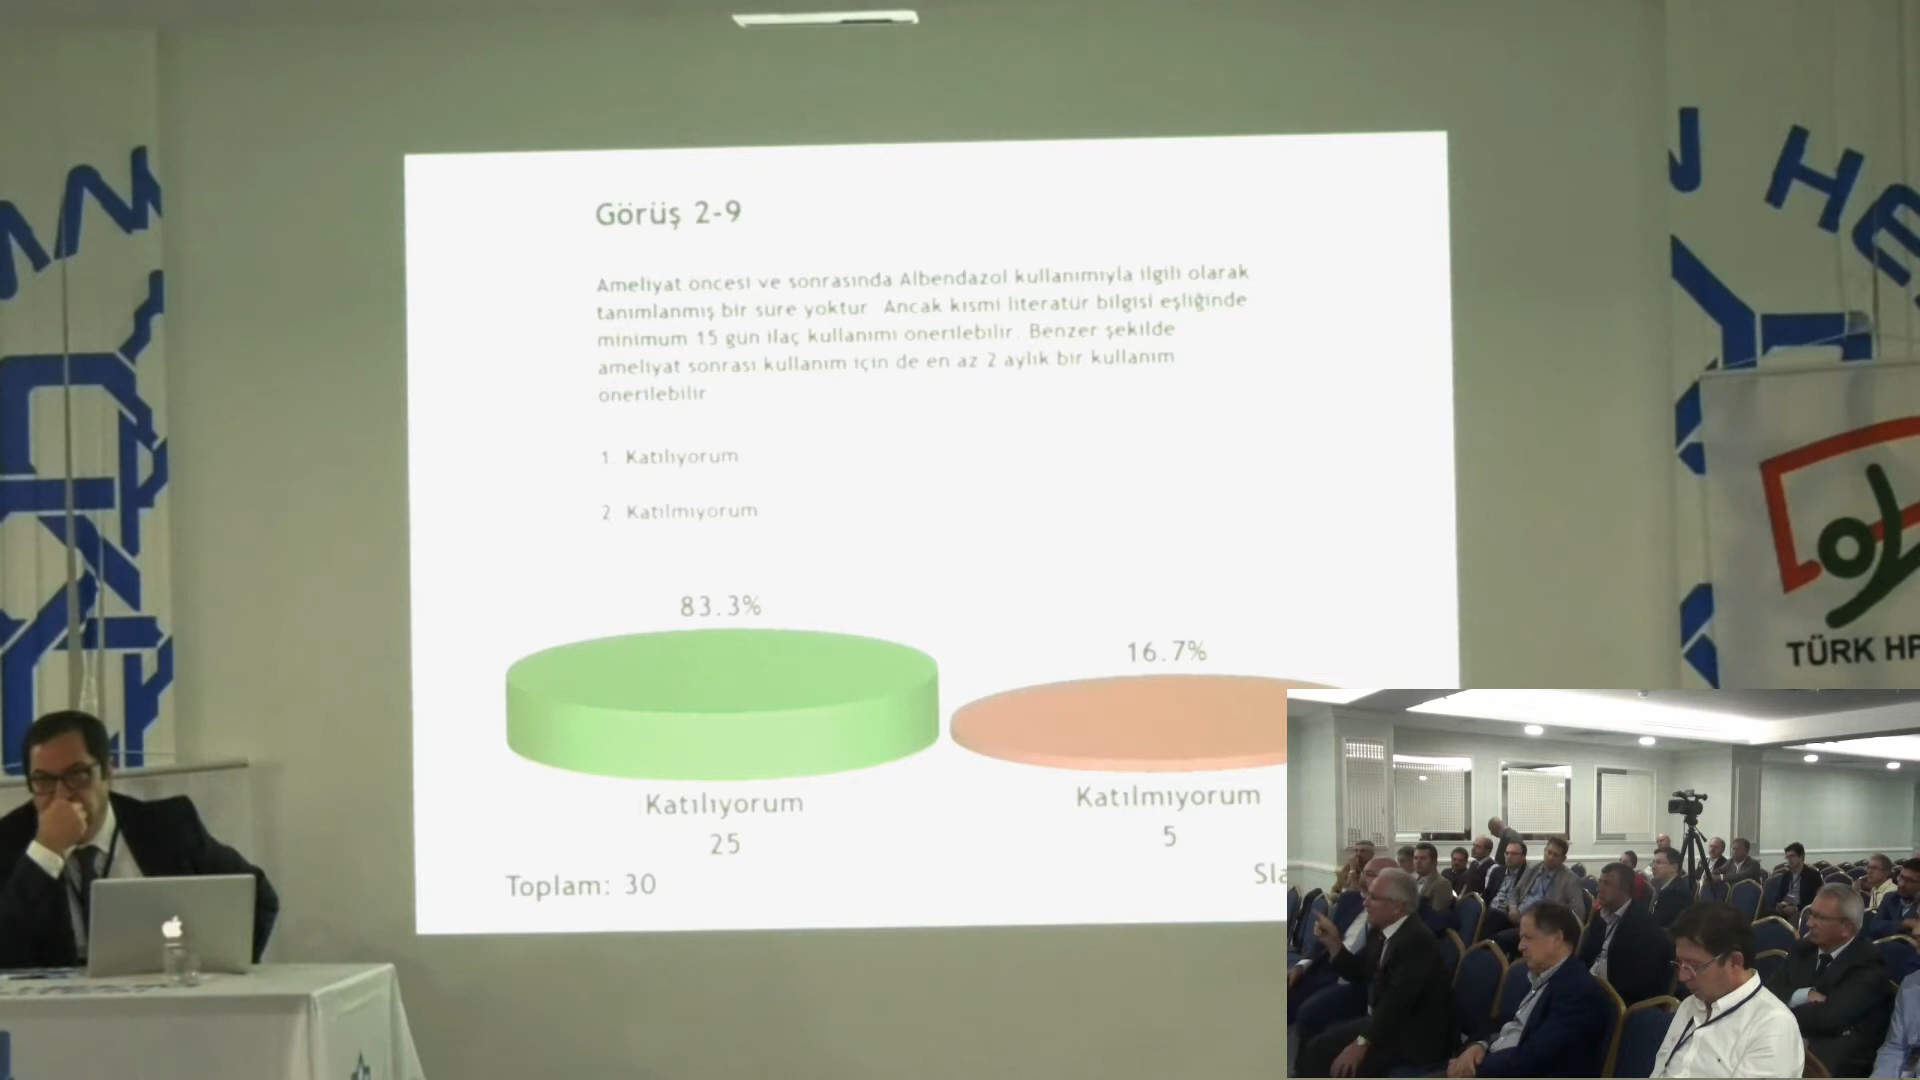 Görüş 2-9
Ameliyat öncesi ve sonrasında Albendazol kullanımıyla ilgili olarak
tanımlanmış bir süre yoktur Ancak kısmi literatür bilgisi eşliğinde
minimum 15 gün ilaç kullanımı önerilebilir. Benzer şekilde
ameliyat sonrası kullanım için de en az 2 aylık bir kullanım
önerilebilir
1. Katılıyorum
2. Katılmıyorum
83.3%
16.7%
Katılıyorum
Katılmıyorum
25
5
Toplam: 30
TÜRK